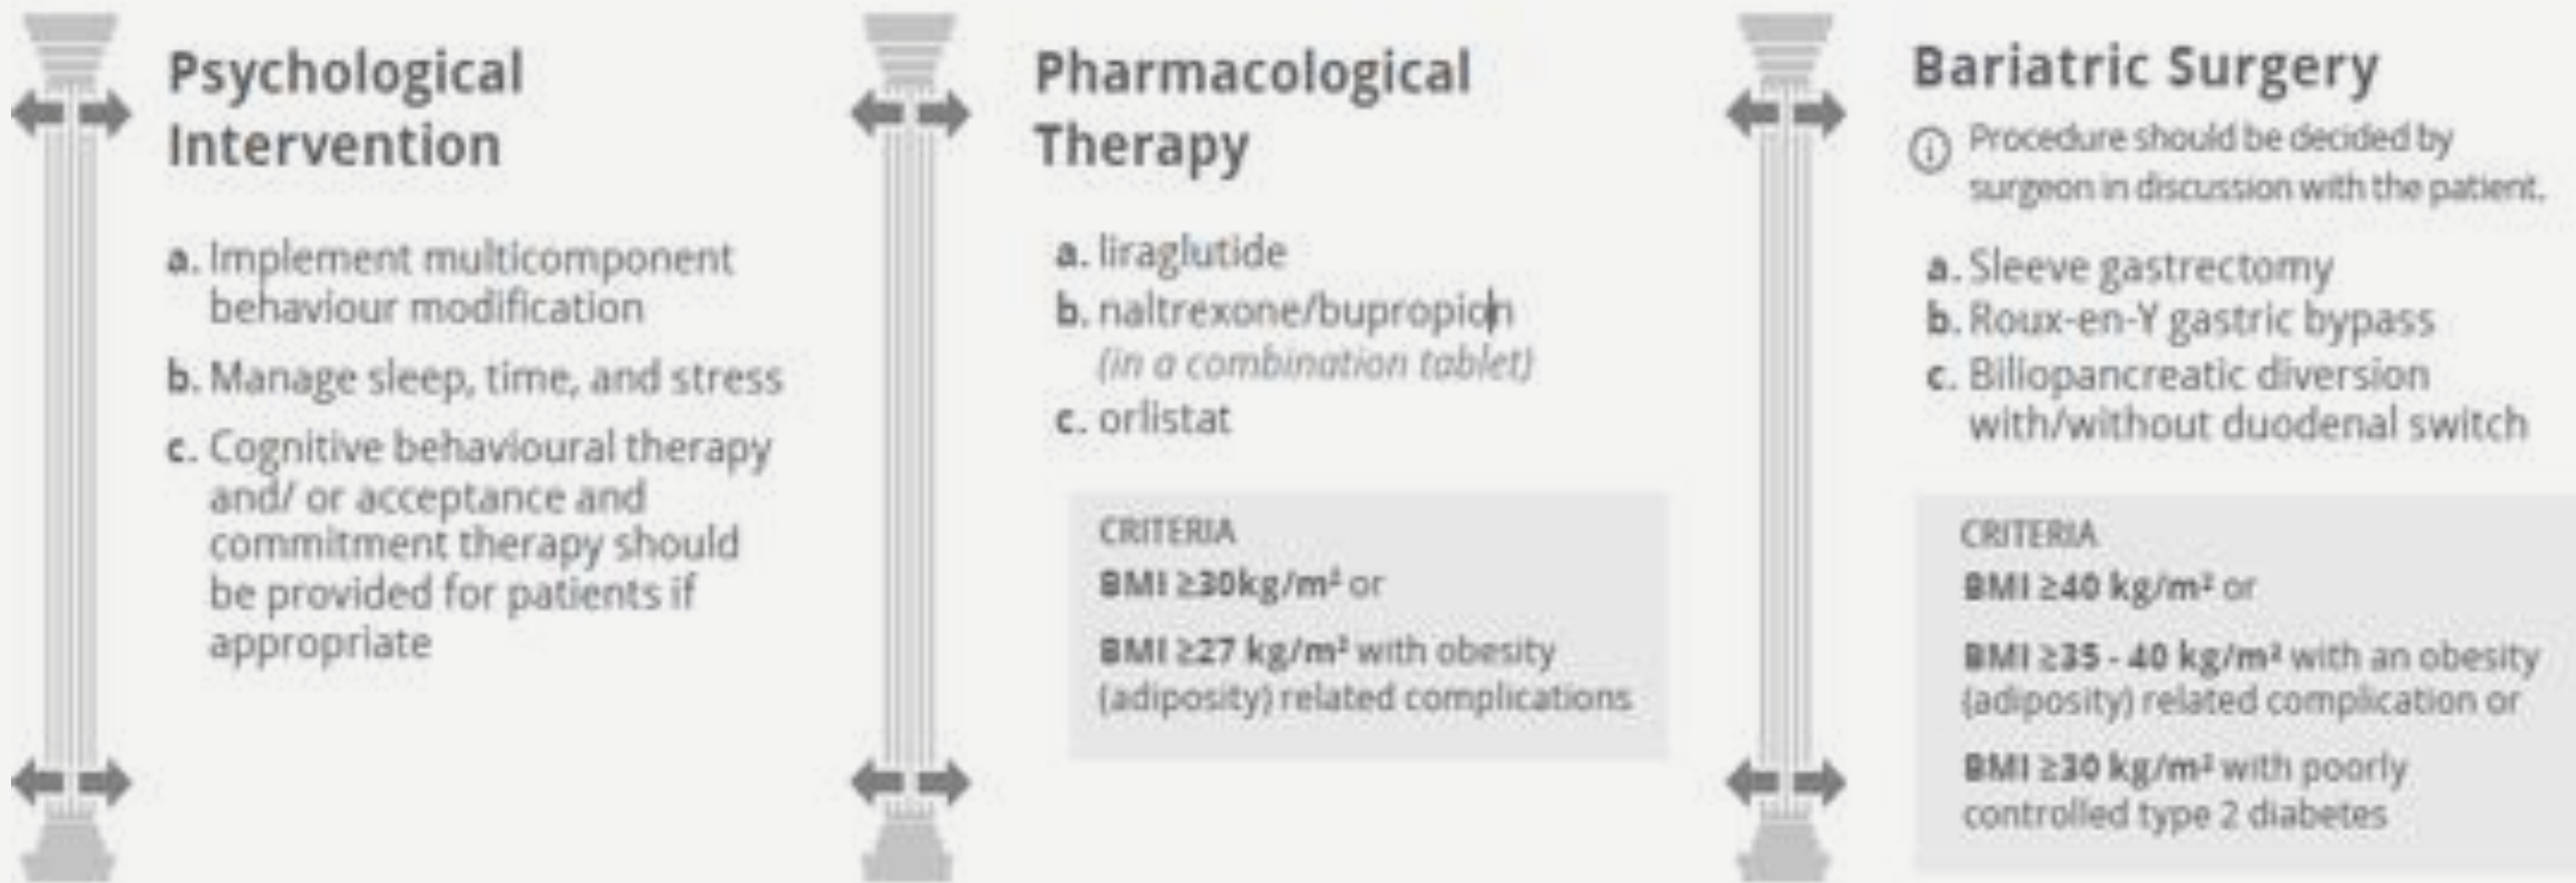 Psychological
Intervention
a. Implement multicomponent
behaviour modification
b. Manage sleep, time, and stress
c. Cognitive behavioural therapy
and/ or acceptance and
commitment therapy should
be provided for patients if
appropriate
Pharmacological
Therapy
a. liraglutide
b. naltrexone/bupropion
(in a combination tablet)
c. orlistat
CRITERIA
BMI ≥30kg/m² or
BMI ≥27 kg/m² with obesity
(adiposity) related complications
Bariatric Surgery
Procedure should be decided by
surgeon in discussion with the patient.
a. Sleeve gastrectomy
b. Roux-en-Y gastric bypass
c. Biliopancreatic diversion
with/without duodenal switch
CRITERIA
BMI ≥40 kg/m² or
BMI ≥35 - 40 kg/m² with an obesity
(adiposity) related complication or
BMI ≥30 kg/m² with poorly
controlled type 2 diabetes